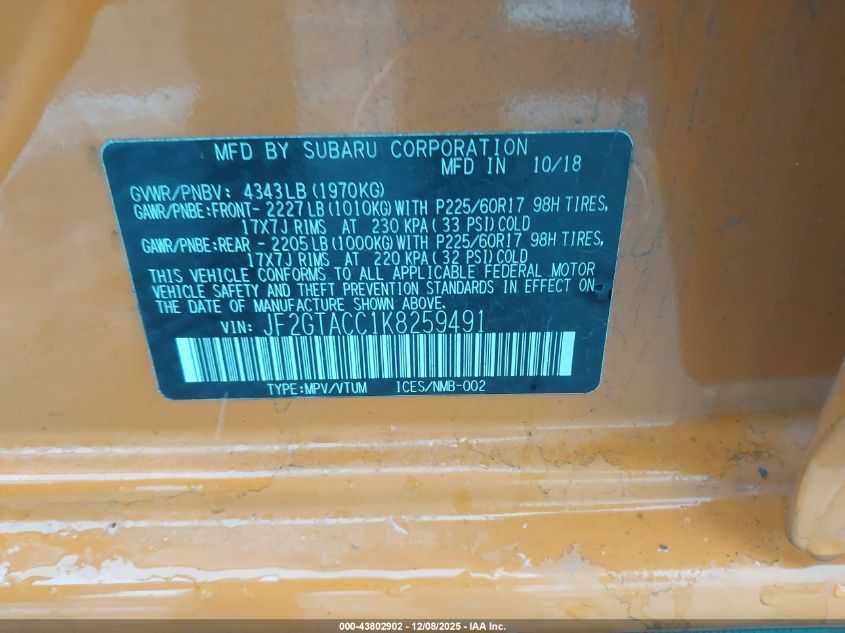 MFD BY SUBARU CORPORATION
MFD IN 10/18
GVWR/PNBV: 4343LB (1970KG)
GAWR/PNBE:FRONT- 2227LB (1010KG) WITH P225/60R17 98H TIRES,
17X7J RIMS AT 230 KPA ( 33 PSI) COLD
GAWR/PNBE:REAR - 2205LB (1000KG) WITH P225/60R17 98H TIRES,
17X7J RIMS AT 220 KPA ( 32 PSI) COLD
THIS VEHICLE CONFORMS TO ALL APPLICABLE FEDERAL MOTOR
VEHICLE SAFETY AND THEFT PREVENTION STANDARDS IN EFFECT ON
THE DATE OF MANUFACTURE SHOWN ABOVE.
VIN: JF2GTACC1K8259491
TYPE:MPV/VTUM ICES/NMB-002
000-43802902 - 12/08/2025 - IAA Inc.